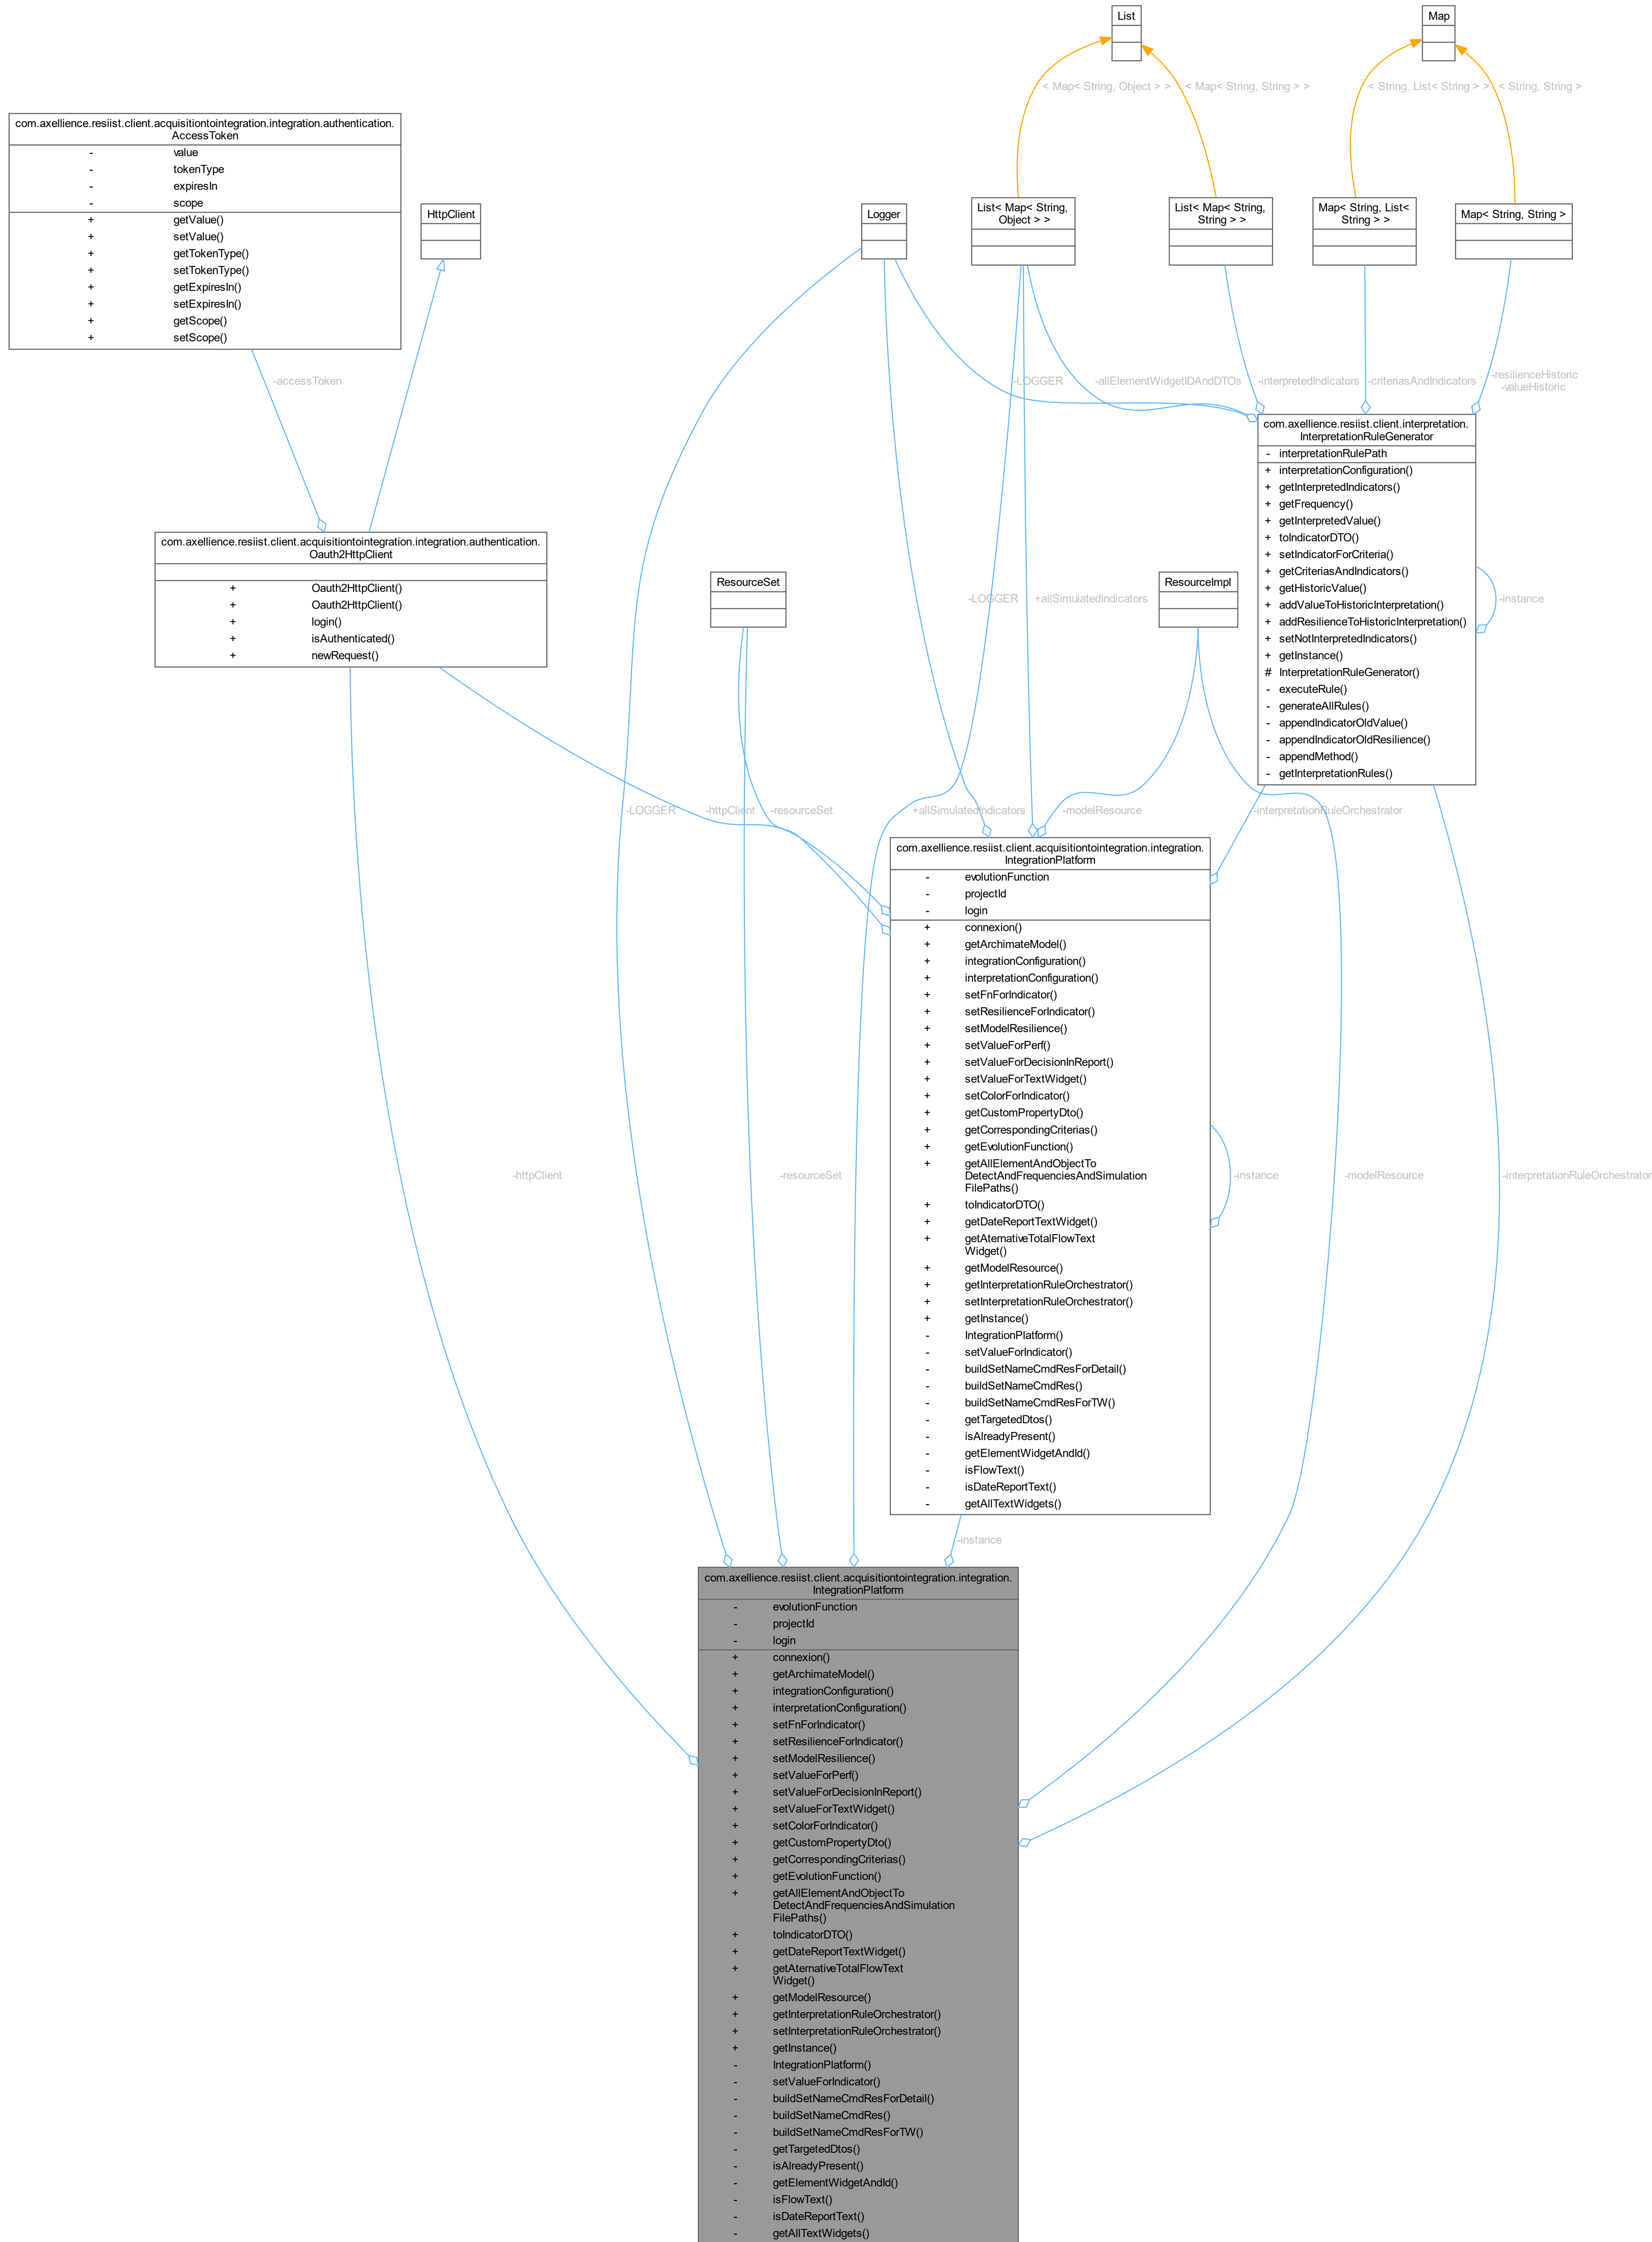 List
Map
< Map< String, Object > >
< Map< String, String > >
< String, List< String > >
< String, String >
com.axellience.resiist.client.acquisitiontointegration.integration.authentication.
AccessToken
- value
- tokenType
- expiresIn
- scope
+ getValue()
+ setValue()
+ getTokenType()
+ setTokenType()
+ getExpiresIn()
+ setExpiresIn()
+ getScope()
+ setScope()
HttpClient
Logger
List< Map< String,
Object > >
List< Map< String,
String > >
Map< String, List<
String > >
Map< String, String >
-accessToken
-LOGGER
-allElementWidgetIDAndDTOs
-interpretedIndicators
-criteriasAndIndicators
-resilienceHistoric
-valueHistoric
com.axellience.resiist.client.interpretation.
InterpretationRuleGenerator
- interpretationRulePath
+ interpretationConfiguration()
+ getInterpretedIndicators()
+ getFrequency()
+ getInterpretedValue()
+ toIndicatorDTO()
+ setIndicatorForCriteria()
+ getCriteriasAndIndicators()
+ getHistoricValue()
+ addValueToHistoricInterpretation()
+ addResilienceToHistoricInterpretation()
+ setNotInterpretedIndicators()
+ getInstance()
# InterpretationRuleGenerator()
- executeRule()
- generateAllRules()
- appendIndicatorOldValue()
- appendIndicatorOldResilience()
- appendMethod()
- getInterpretationRules()
-instance
com.axellience.resiist.client.acquisitiontointegration.integration.authentication.
Oauth2HttpClient
+ Oauth2HttpClient()
+ Oauth2HttpClient()
+ login()
+ isAuthenticated()
+ newRequest()
ResourceSet
-LOGGER
+allSimulatedIndicators
ResourceImpl
-LOGGER
-httpClient
-resourceSet
+allSimulatedIndicators
-modelResource
-interpretationRuleOrchestrator
com.axellience.resiist.client.acquisitiontointegration.integration.
IntegrationPlatform
- evolutionFunction
- projectId
- login
+ connexion()
+ getArchimateModel()
+ integrationConfiguration()
+ interpretationConfiguration()
+ setFnForIndicator()
+ setResilienceForIndicator()
+ setModelResilience()
+ setValueForPerf()
+ setValueForDecisionInReport()
+ setValueForTextWidget()
+ setColorForIndicator()
+ getCustomPropertyDto()
+ getCorrespondingCriterias()
+ getEvolutionFunction()
+ getAllElementAndObjectTo
DetectAndFrequenciesAndSimulation
FilePaths()
+ toIndicatorDTO()
+ getDateReportTextWidget()
+ getAternativeTotalFlowText
Widget()
+ getModelResource()
+ getInterpretationRuleOrchestrator()
+ setInterpretationRuleOrchestrator()
+ getInstance()
- IntegrationPlatform()
- setValueForIndicator()
- buildSetNameCmdResForDetail()
- buildSetNameCmdRes()
- buildSetNameCmdResForTW()
- getTargetedDtos()
- isAlreadyPresent()
- getElementWidgetAndId()
- isFlowText()
- isDateReportText()
- getAllTextWidgets()
-httpClient
-resourceSet
-instance
-modelResource
-interpretationRuleOrchestrator
-instance
com.axellience.resiist.client.acquisitiontointegration.integration.
IntegrationPlatform
- evolutionFunction
- projectId
- login
+ connexion()
+ getArchimateModel()
+ integrationConfiguration()
+ interpretationConfiguration()
+ setFnForIndicator()
+ setResilienceForIndicator()
+ setModelResilience()
+ setValueForPerf()
+ setValueForDecisionInReport()
+ setValueForTextWidget()
+ setColorForIndicator()
+ getCustomPropertyDto()
+ getCorrespondingCriterias()
+ getEvolutionFunction()
+ getAllElementAndObjectTo
DetectAndFrequenciesAndSimulation
FilePaths()
+ toIndicatorDTO()
+ getDateReportTextWidget()
+ getAternativeTotalFlowText
Widget()
+ getModelResource()
+ getInterpretationRuleOrchestrator()
+ setInterpretationRuleOrchestrator()
+ getInstance()
- IntegrationPlatform()
- setValueForIndicator()
- buildSetNameCmdResForDetail()
- buildSetNameCmdRes()
- buildSetNameCmdResForTW()
- getTargetedDtos()
- isAlreadyPresent()
- getElementWidgetAndId()
- isFlowText()
- isDateReportText()
- getAllTextWidgets()